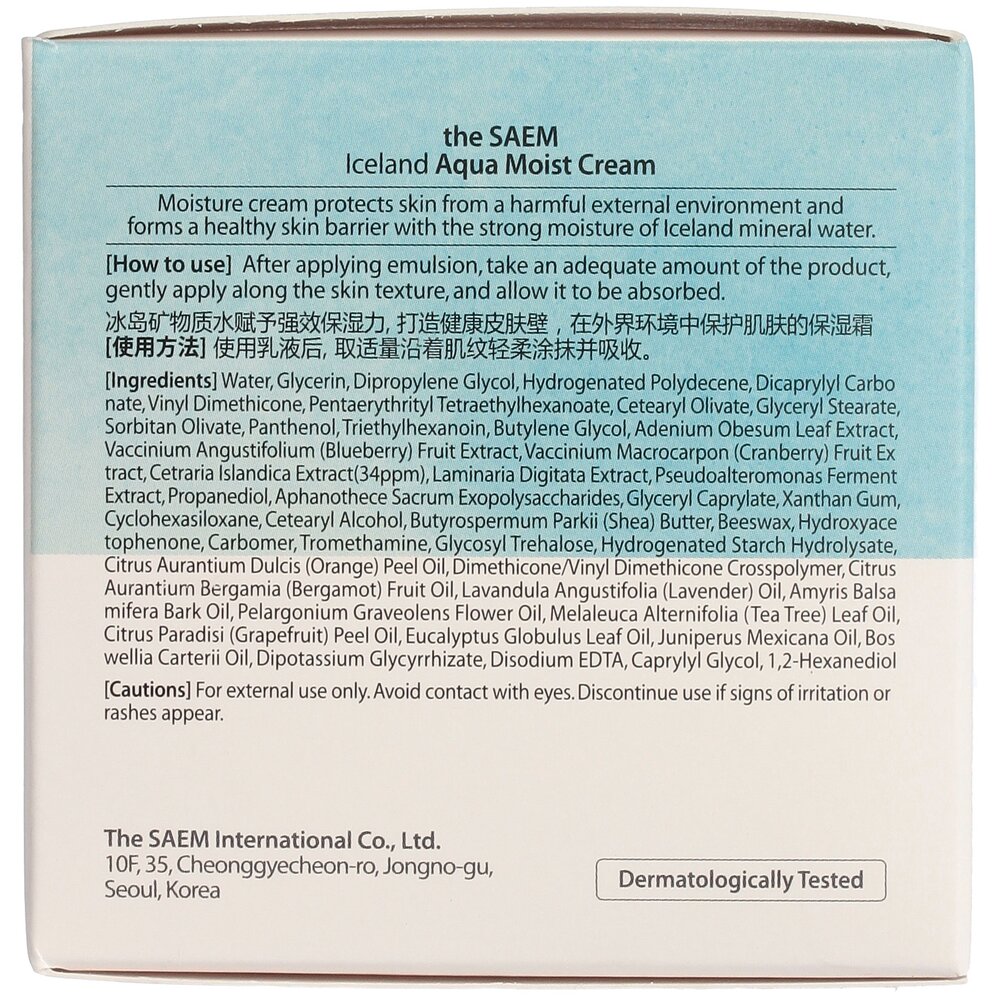 the SAEM
Iceland Aqua Moist Cream
Moisture cream protects skin from a harmful external environment and
forms a healthy skin barrier with the strong moisture of Iceland mineral water.
[How to use] After applying emulsion, take an adequate amount of the product,
gently apply along the skin texture, and allow it to be absorbed.
冰岛矿物质水赋予强效保湿力, 打造健康皮肤壁，在外界环境中保护肌肤的保湿霜
[使用方法] 使用乳液后, 取适量沿着肌纹轻柔涂抹并吸收。
[Ingredients] Water, Glycerin, Dipropylene Glycol, Hydrogenated Polydecene, Dicaprylyl Carbo
nate, Vinyl Dimethicone, Pentaerythrityl Tetraethylhexanoate, Cetearyl Olivate, Glyceryl Stearate,
Sorbitan Olivate, Panthenol, Triethylhexanoin, Butylene Glycol, Adenium Obesum Leaf Extract,
Vaccinium Angustifolium (Blueberry) Fruit Extract, Vaccinium Macrocarpon (Cranberry) Fruit Ex
tract, Cetraria Islandica Extract(34ppm), Laminaria Digitata Extract, Pseudoalteromonas Ferment
Extract, Propanediol, Aphanothece Sacrum Exopolysaccharides, Glyceryl Caprylate, Xanthan Gum,
Cyclohexasiloxane, Cetearyl Alcohol, Butyrospermum Parkii (Shea) Butter, Beeswax, Hydroxyace
tophenone, Carbomer, Tromethamine, Glycosyl Trehalose, Hydrogenated Starch Hydrolysate,
Citrus Aurantium Dulcis (Orange) Peel Oil, Dimethicone/Vinyl Dimethicone Crosspolymer, Citrus
Aurantium Bergamia (Bergamot) Fruit Oil, Lavandula Angustifolia (Lavender) Oil, Amyris Balsa
mifera Bark Oil, Pelargonium Graveolens Flower Oil, Melaleuca Alternifolia (Tea Tree) Leaf Oil,
Citrus Paradisi (Grapefruit) Peel Oil, Eucalyptus Globulus Leaf Oil, Juniperus Mexicana Oil, Bos
wellia Carterii Oil, Dipotassium Glycyrrhizate, Disodium EDTA, Caprylyl Glycol, 1,2-Hexanediol
[Cautions] For external use only. Avoid contact with eyes. Discontinue use if signs of irritation or
rashes appear.
The SAEM International Co., Ltd.
10F, 35, Cheonggyecheon-ro, Jongno-gu,
Seoul, Korea
Dermatologically Tested